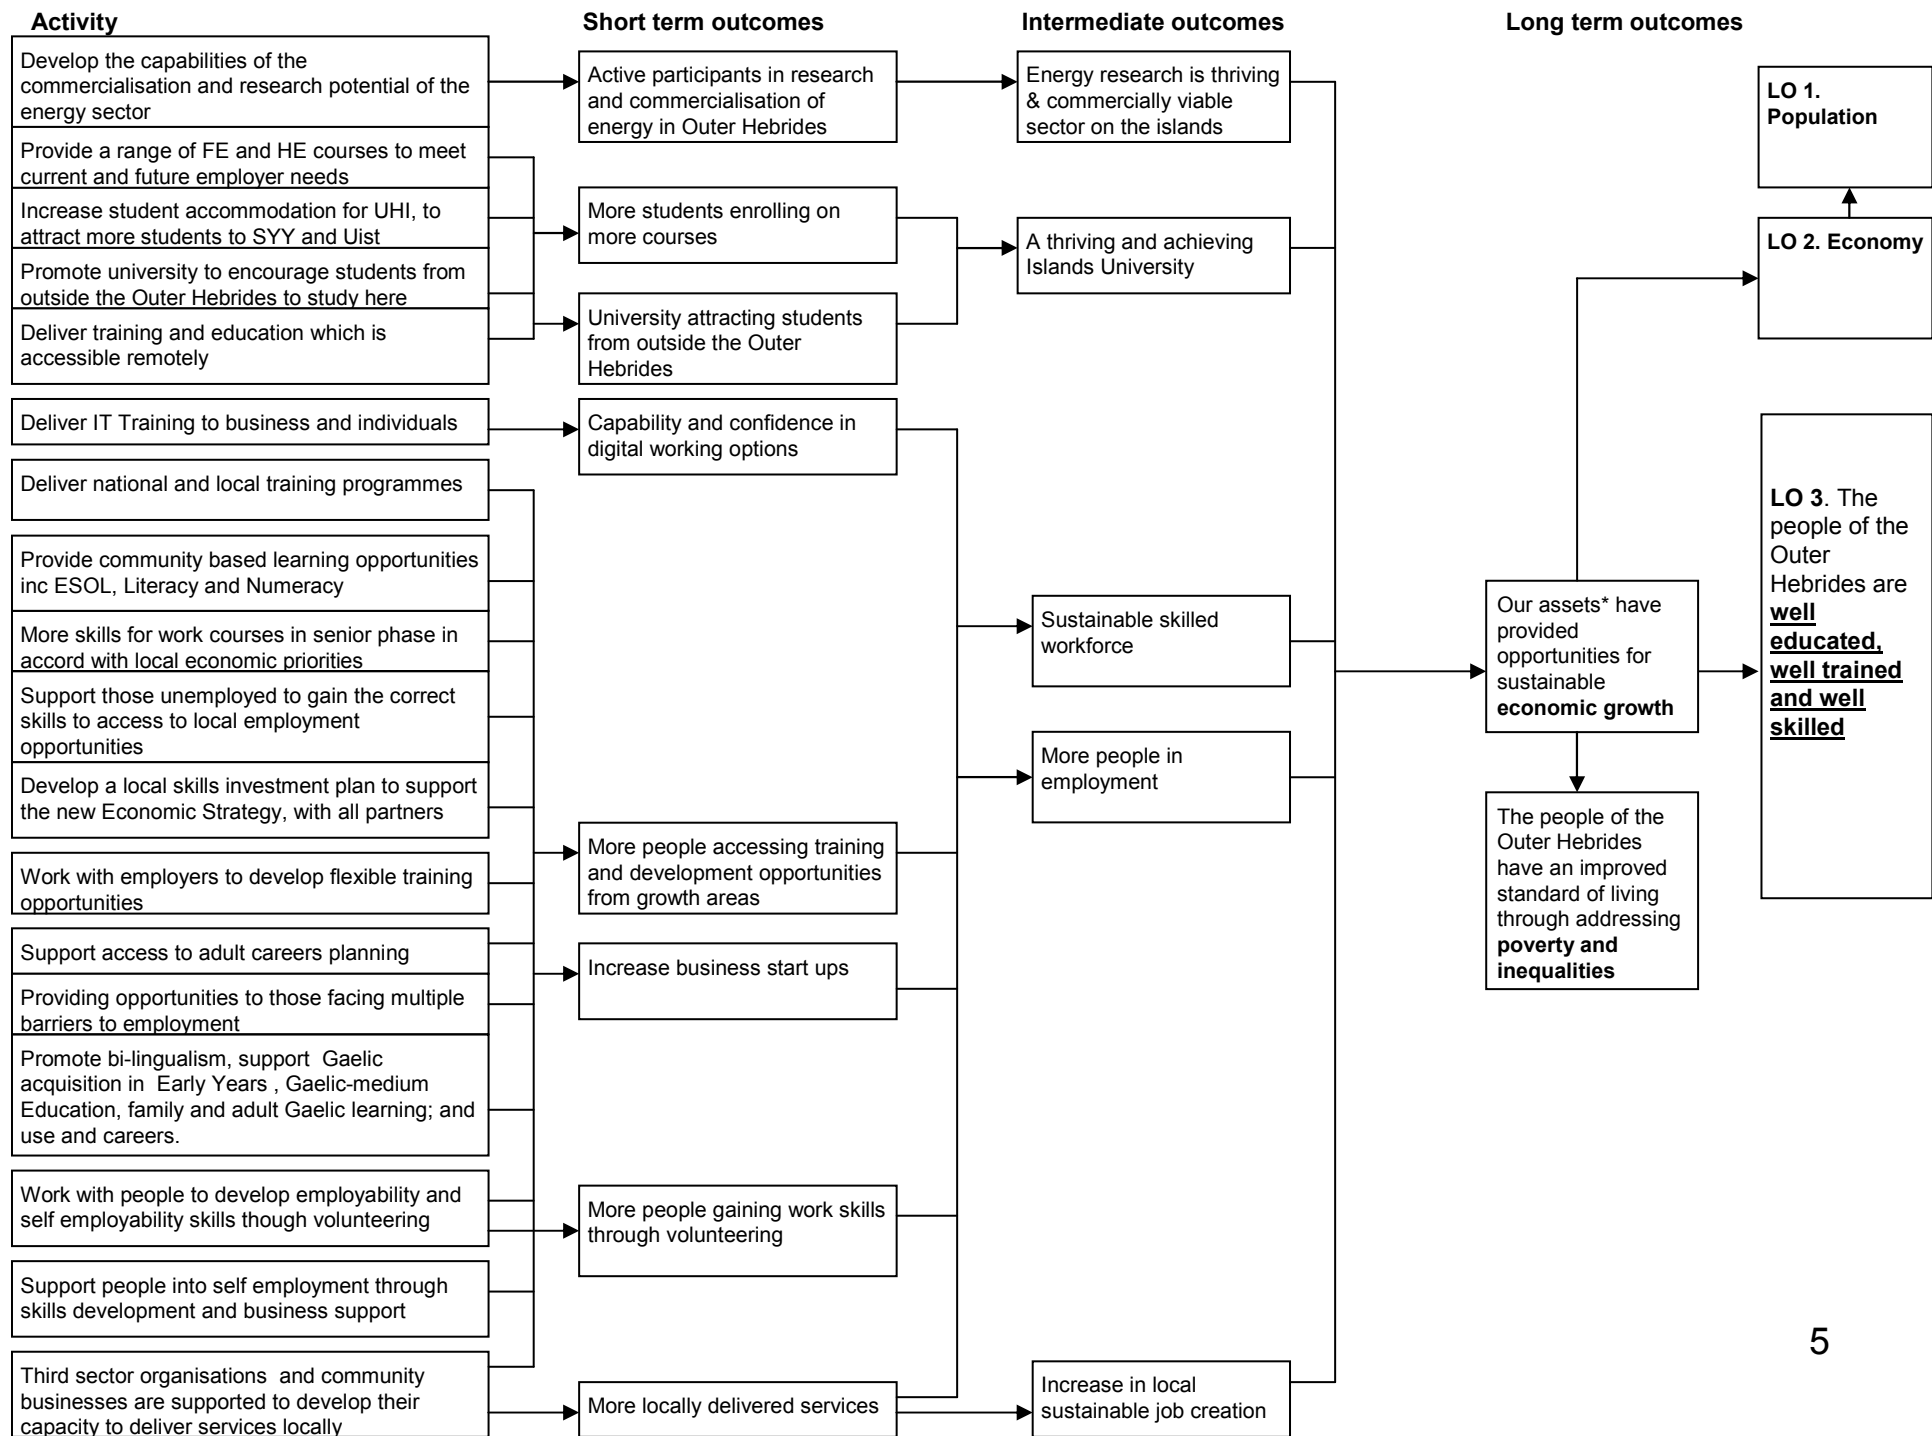 Activity
Short term outcomes
Intermediate outcomes
Long term outcomes
Develop the capabilities of the
commercialisation and research potential of the
energy sector
Provide a range of FE and HE courses to meet
current and future employer needs
Increase student accommodation for UHI, to
attract more students to SYY and Uist
Promote university to encourage students from
outside the Outer Hebrides to study here
Deliver training and education which is
accessible remotely
Deliver IT Training to business and individuals
Deliver national and local training programmes
Provide community based learning opportunities
inc ESOL, Literacy and Numeracy
More skills for work courses in senior phase in
accord with local economic priorities
Support those unemployed to gain the correct
skills to access to local employment
opportunities
Develop a local skills investment plan to support
the new Economic Strategy, with all partners
Work with employers to develop flexible training
opportunities
Support access to adult careers planning
Providing opportunities to those facing multiple
barriers to employment
Promote bi-lingualism, support Gaelic
acquisition in Early Years , Gaelic-medium
Education, family and adult Gaelic learning; and
use and careers.
Work with people to develop employability and
self employability skills though volunteering
Support people into self employment through
skills development and business support
Third sector organisations and community
businesses are supported to develop their
capacity to deliver services locally
Active participants in research
and commercialisation of
energy in Outer Hebrides
More students enrolling on
more courses
University attracting students
from outside the Outer
Hebrides
Capability and confidence in
digital working options
More people accessing training
and development opportunities
from growth areas
Increase business start ups
More people gaining work skills
through volunteering
More locally delivered services
Energy research is thriving
& commercially viable
sector on the islands
A thriving and achieving
Islands University
Sustainable skilled
workforce
More people in
employment
Increase in local
sustainable job creation
Our assets* have
provided
opportunities for
sustainable
economic growth
The people of the
Outer Hebrides
have an improved
standard of living
through addressing
poverty and
inequalities
LO 1.
Population
LO 2. Economy
LO 3. The
people of the
Outer
Hebrides are
well
educated,
well trained
and well
skilled
5